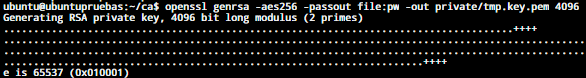 ubuntu@ubuntupruebas:~/ca$ openssl genrsa -aes256 -passout file:pw -out private/tmp.key.pem 4096
Generating RSA private key, 4096 bit long modulus (2 primes)
.....................................................................................................++++
...................................................................................................................
...................................................................................................................
...................................................................................++++
e is 65537 (0x010001)